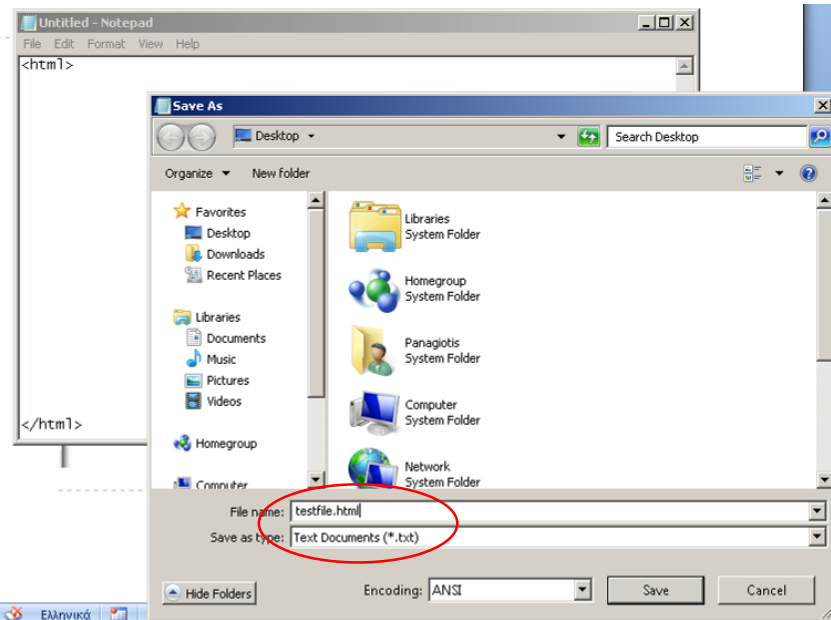 Untitled - Notepad
File Edit Format View Help
<html>
Save As
Desktop
Search Desktop
Organize New folder
Favorites
Desktop
Downloads
Recent Places
Libraries
Documents
Music
Pictures
Videos
Homegroup
Computer
Libraries
System Folder
Homegroup
System Folder
Panagiotis
System Folder
Computer
System Folder
Network
System Folder
</html>
File name: testfile.html
Save as type: Text Documents (*.txt)
Hide Folders
Encoding: ANSI
Save
Cancel
Ελληνικά